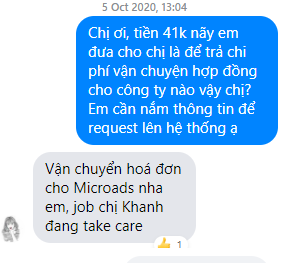 5 Oct 2020, 13:04
Chị ơi, tiền 41k nãy em
đưa cho chị là để trả chi
phí vận chuyện hợp đồng
cho công ty nào vậy chị?
Em cần nắm thông tin để
request lên hệ thống ạ
Vận chuyển hoá đơn
cho Microads nha
em, job chị Khanh
đang take care
1